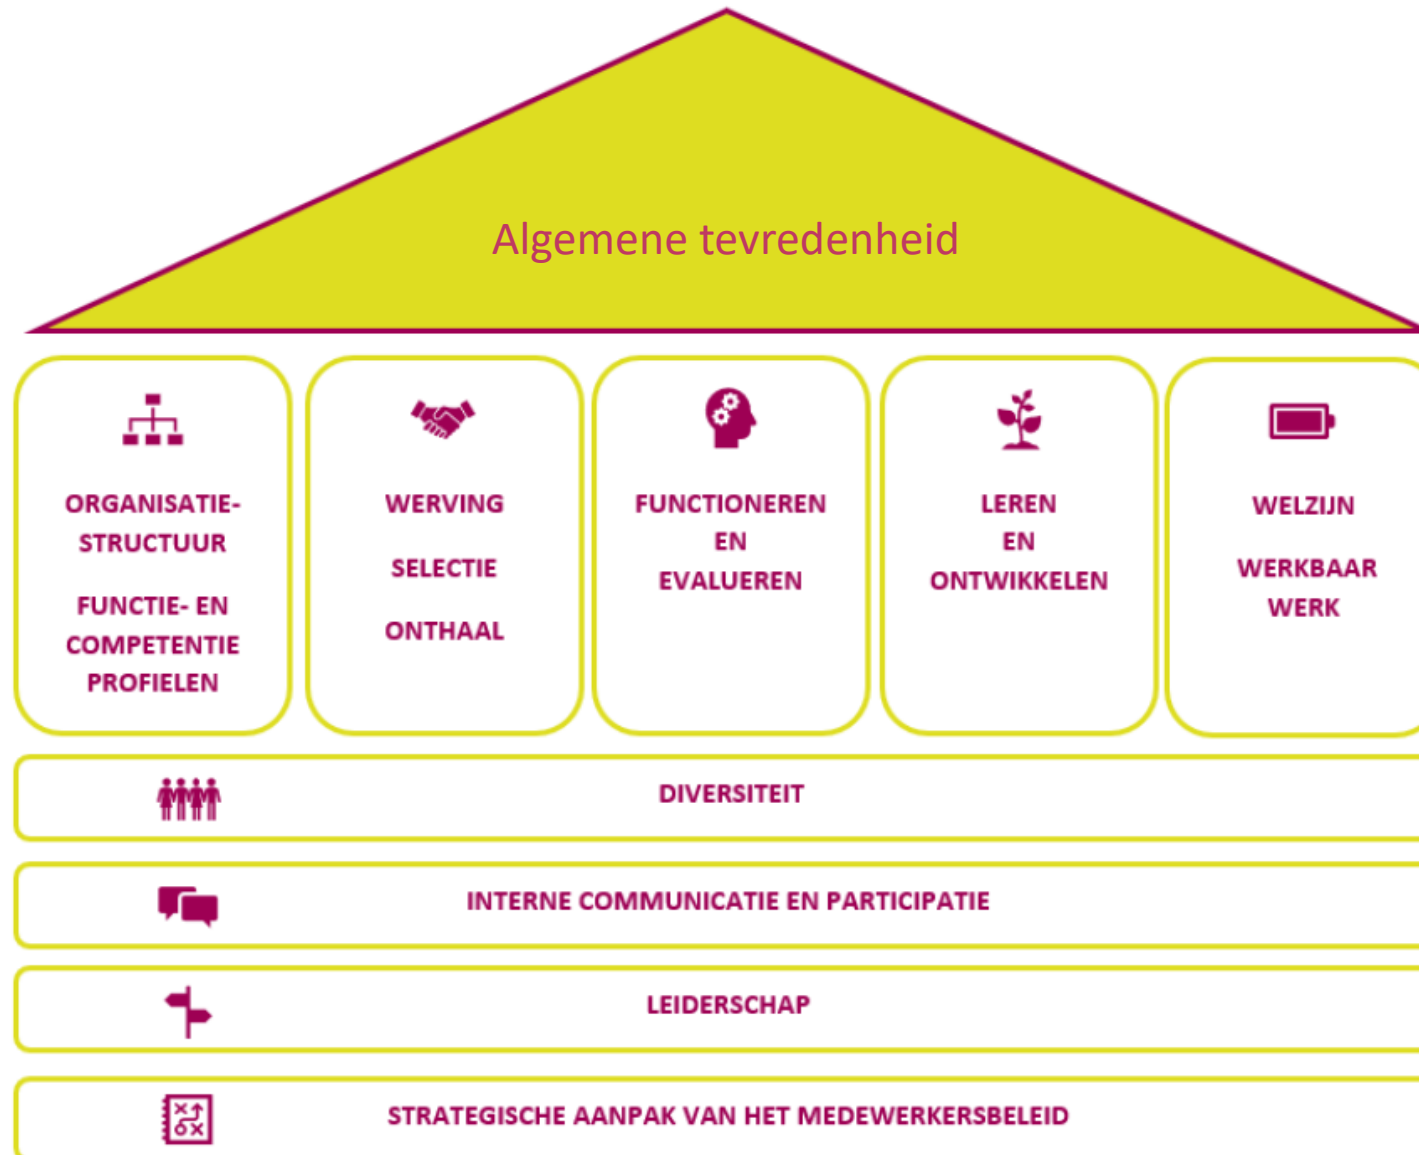 Algemene tevredenheid
ORGANISATIE-
STRUCTUUR
FUNCTIE- EN
COMPETENTIE
PROFIELEN
WERVING
SELECTIE
ONTHAAL
FUNCTIONEREN
EN
EVALUEREN
LEREN
EN
ONTWIKKELEN
WELZIJN
WERKBAAR
WERK
DIVERSITEIT
INTERNE COMMUNICATIE EN PARTICIPATIE
LEIDERSCHAP
STRATEGISCHE AANPAK VAN HET MEDEWERKERSBELEID